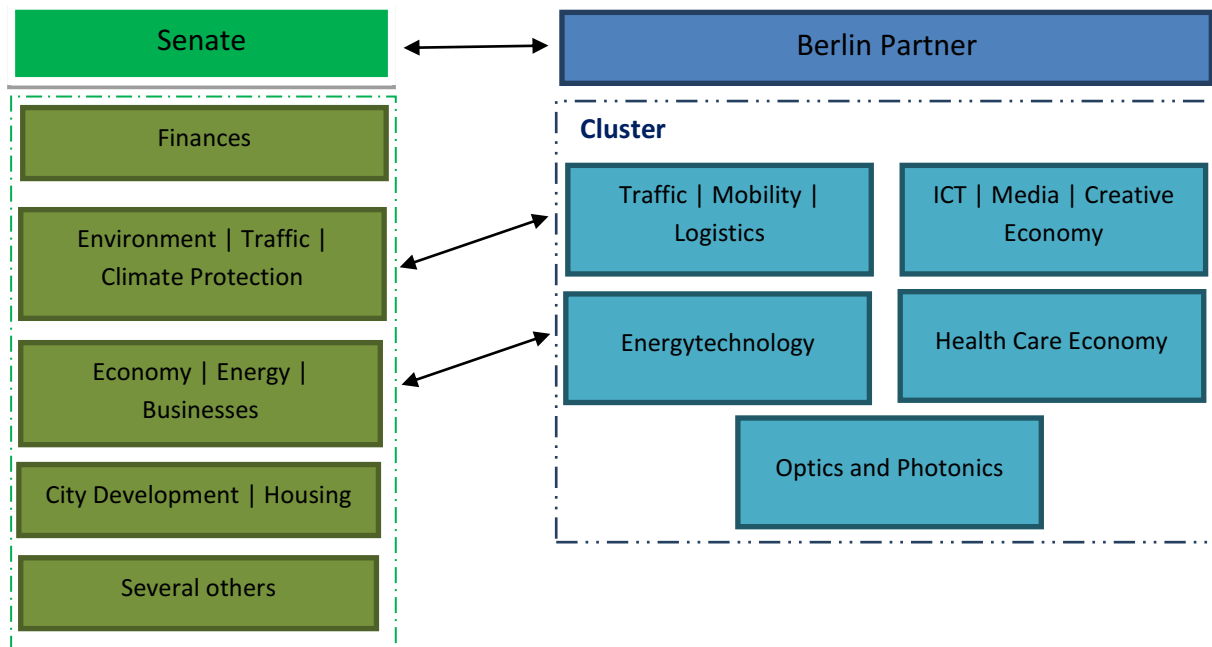 Senate
Berlin Partner
Finances
Environment | Traffic |
Climate Protection
Economy | Energy |
Businesses
City Development | Housing
Several others
Cluster
Traffic | Mobility |
Logistics
ICT | Media | Creative
Economy
Energytechnology
Health Care Economy
Optics and Photonics